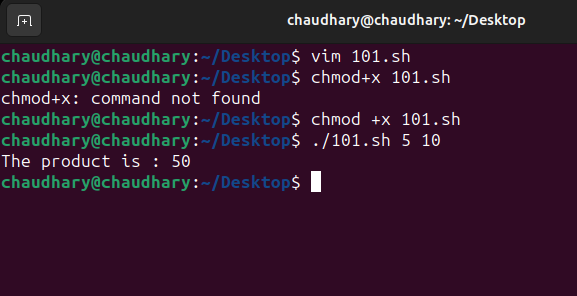 chaudhary@chaudhary: ~/Desktop
chaudhary@chaudhary:~/Desktop$ vim 101.sh
chaudhary@chaudhary:~/Desktop$ chmod+x 101.sh
chmod+x: command not found
chaudhary@chaudhary:~/Desktop$ chmod +x 101.sh
chaudhary@chaudhary:~/Desktop$ ./101.sh 5 10
The product is : 50
chaudhary@chaudhary:~/Desktop$